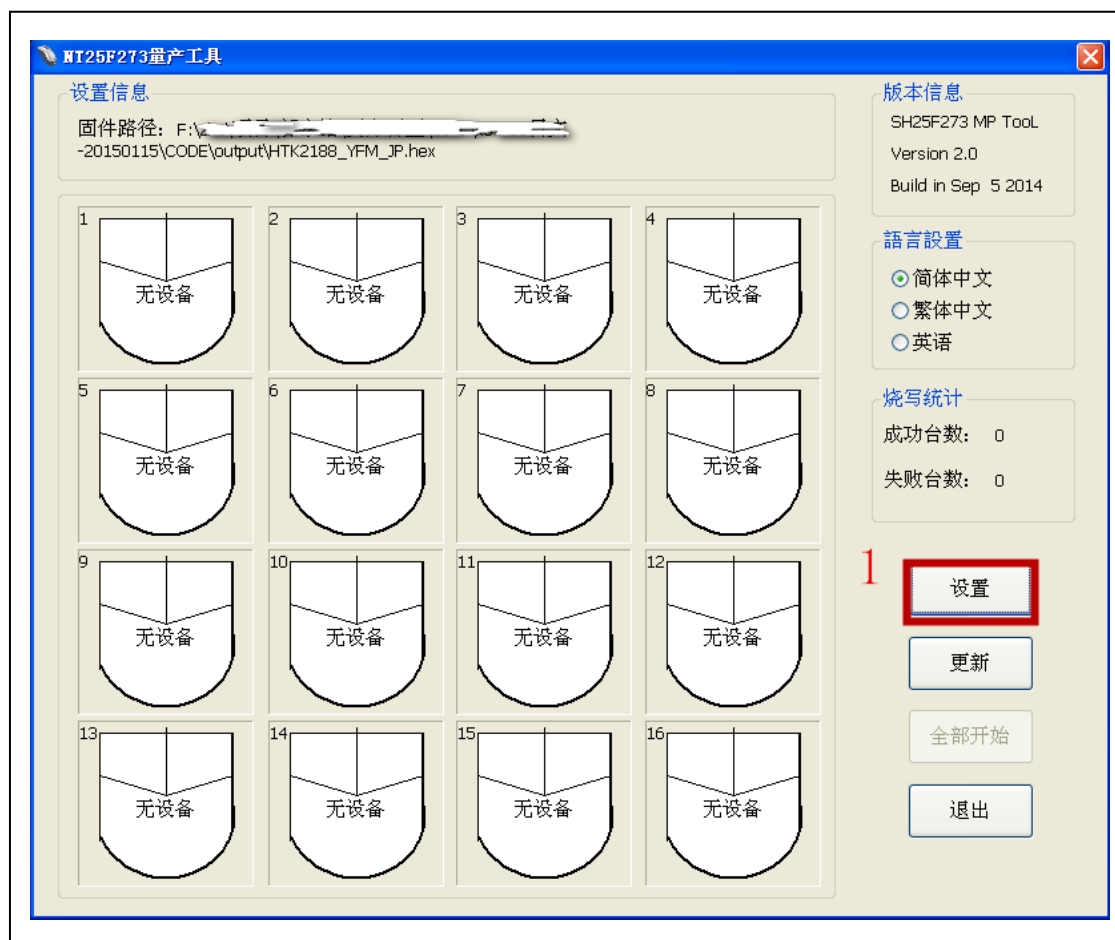 NT25F273量产工具
设置信息
固件路径: F:\
-20150115\CODE\output\HTK2188_YFM_JP.hex
1
无设备
2
无设备
3
无设备
4
无设备
5
无设备
6
无设备
7
无设备
8
无设备
9
无设备
10
无设备
11
无设备
12
无设备
13
无设备
14
无设备
15
无设备
16
无设备
版本信息
SH25F273 MP TooL
Version 2.0
Build in Sep 5 2014
語言設置
简体中文
繁体中文
英语
烧写统计
成功台数: 0
失败台数: 0
1
设置
更新
全部开始
退出